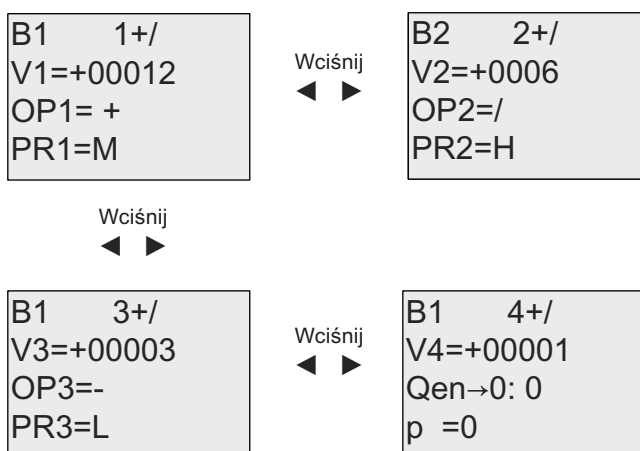 B1 1+/
V1=+00012
OP1= +
PR1=M
Wciśnij
◄ ►
B2 2+/
V2=+0006
OP2=/
PR2=H
Wciśnij
◄ ►
B1 3+/
V3=+00003
OP3=-
PR3=L
Wciśnij
◄ ►
B1 4+/
V4=+00001
Qen→0: 0
p =0